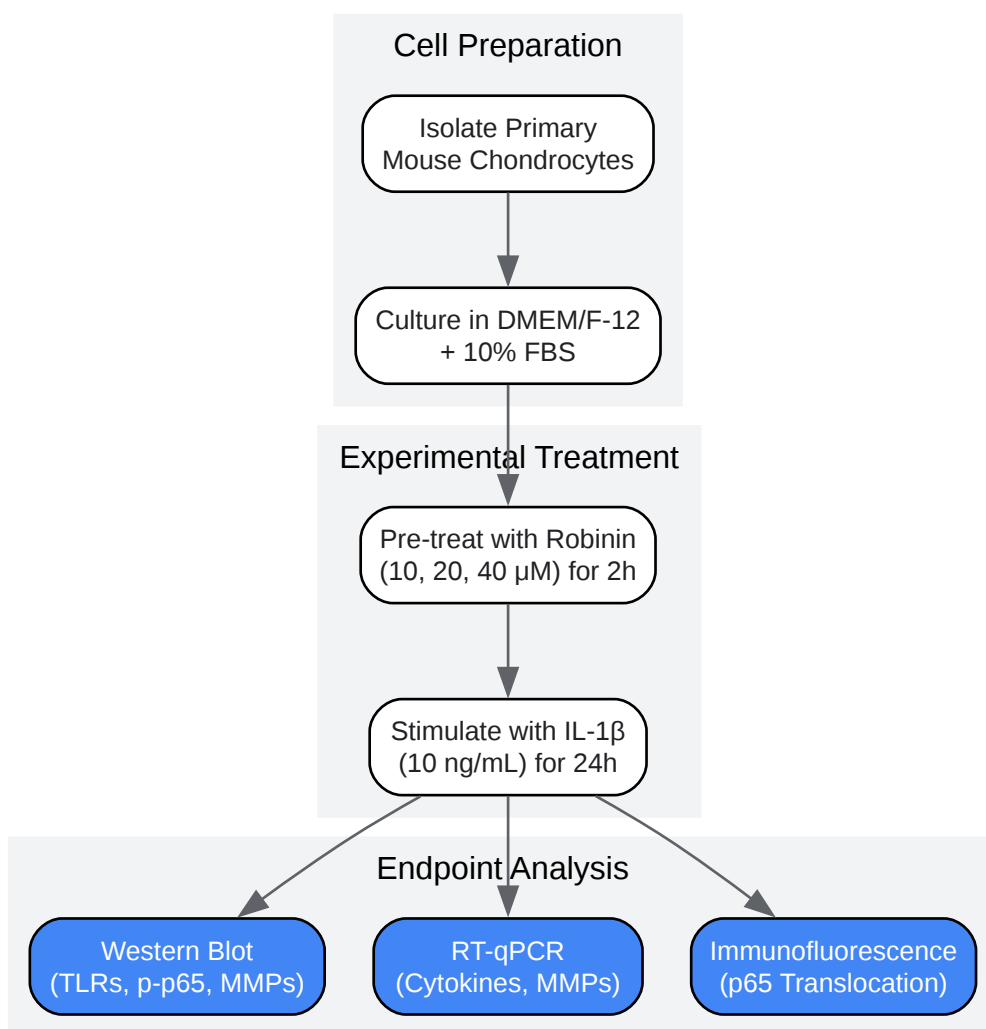 Cell Preparation
Isolate Primary
Mouse Chondrocytes
Culture in DMEM/F-12
+ 10% FBS
Experimental Treatment
Pre-treat with Robinin
(10, 20, 40 μM) for 2h
Stimulate with IL-1β
(10 ng/mL) for 24h
Endpoint Analysis
Western Blot
(TLRs, p-p65, MMPs)
RT-qPCR
(Cytokines, MMPs)
Immunofluorescence
(p65 Translocation)